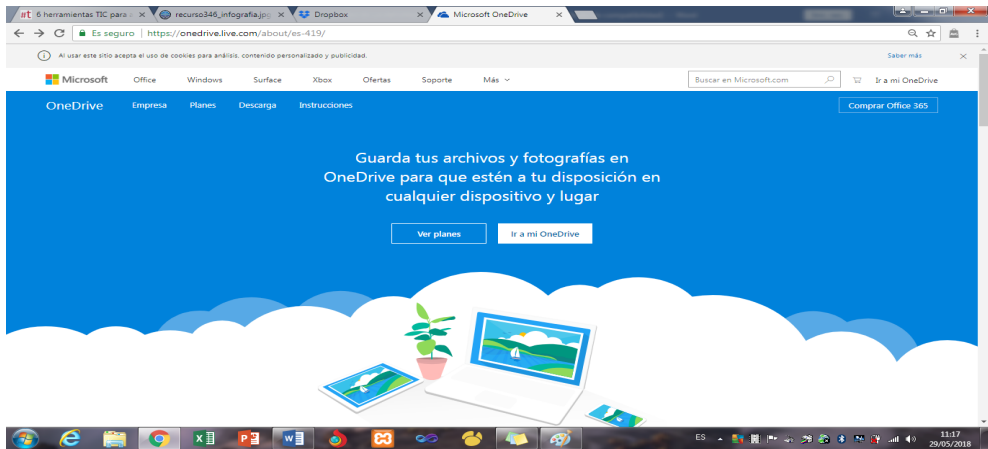 6 herramientas TIC para
recurso346_infografía.jpg
Dropbox
Microsoft OneDrive
Es seguro | https://onedrive.live.com/about/es-419/
Al usar este sitio acepta el uso de cookies para análisis, contenido personalizado y publicidad.
Saber más
Microsoft Office Windows Surface Xbox Ofertas Soporte Más
Buscar en Microsoft.com
Ir a mi OneDrive
OneDrive Empresa Planes Descarga Instrucciones
Comprar Office 365
Guarda tus archivos y fotografías en
OneDrive para que estén a tu disposición en
cualquier dispositivo y lugar
Ver planes
Ir a mi OneDrive
ES
11:17
29/05/2018